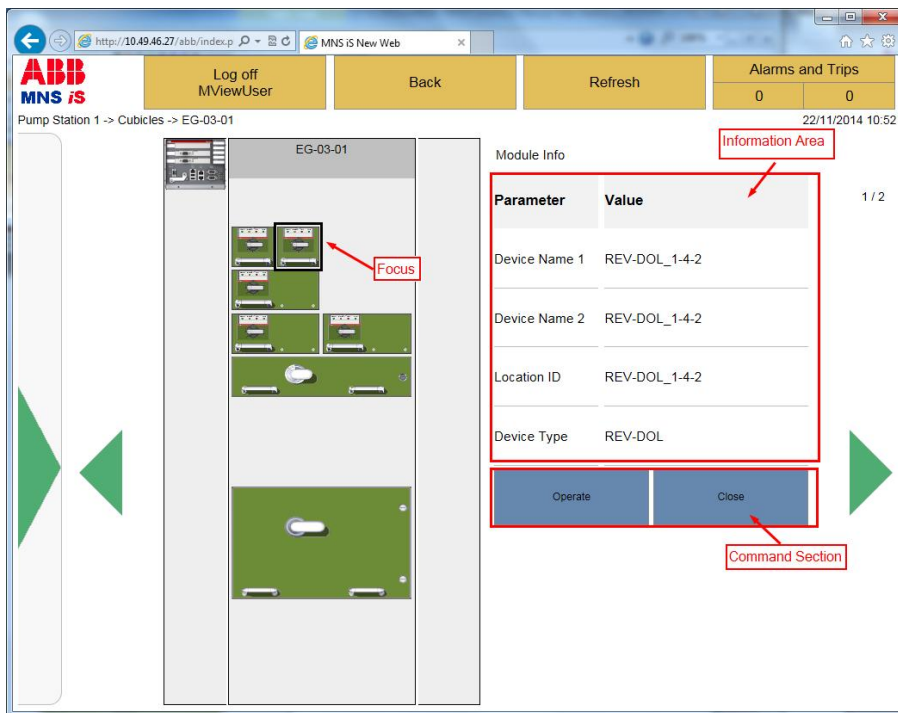 http://10.49.46.27/abb/index.p
MNS iS New Web
ABB
MNS iS
Log off
MViewUser
Back
Refresh
Alarms and Trips
0 0
Pump Station 1 -> Cubicles -> EG-03-01
22/11/2014 10:52
EG-03-01
Module Info
Information Area
1 / 2
Parameter Value
Device Name 1 REV-DOL_1-4-2
Focus
Device Name 2 REV-DOL_1-4-2
Location ID REV-DOL_1-4-2
Device Type REV-DOL
Operate Close
Command Section